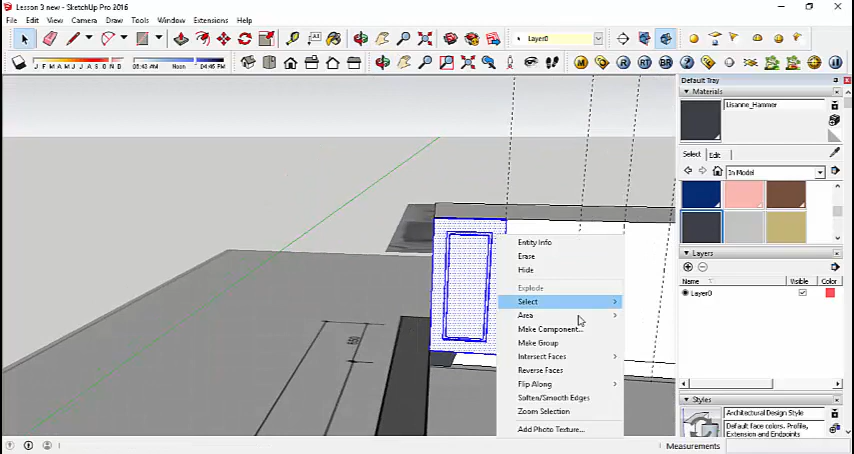 Lesson 3 new - SketchUp Pro 2016
File Edit View Camera Draw Tools Window Extensions Help
Layer0
J F M A M J J A S O N D 06:43 AM Noon 04:46 PM
Default Tray
Materials
Lisanne_Hammer
Select Edit
In Model
Layers
Name Visible Color
Layer0
Styles
Architectural Design Style
Default face colors. Profile,
Extension and Endpoints
Entity Info
Erase
Hide
Explode
Select
Area
Make Component...
Make Group
Intersect Faces
Reverse Faces
Flip Along
Soften/Smooth Edges
Zoom Selection
Add Photo Texture...
Measurements